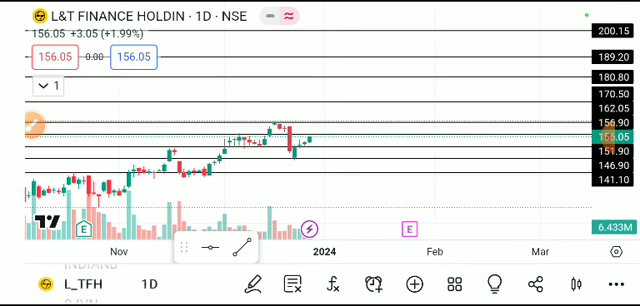 L&T FINANCE HOLDIN · 1D · NSE
156.05 +3.05 (+1.99%)
156.05 0.00 156.05
1
200.15
189.20
180.80
170.50
162.05
156.90
156.05
151.90
146.90
141.10
6.433M
E
E
Nov 2024 Feb Mar
L_TFH 1D